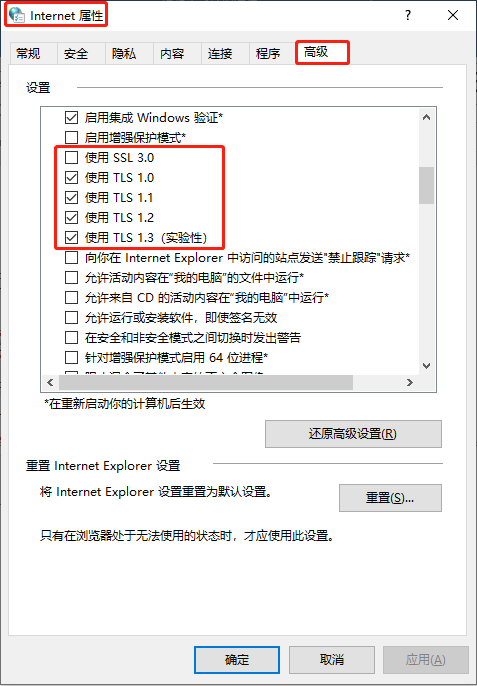 Internet 属性
?
常规 安全 隐私 内容 连接 程序 高级
设置
启用集成 Windows 验证*
启用增强保护模式*
使用 SSL 3.0
使用 TLS 1.0
使用 TLS 1.1
使用 TLS 1.2
使用 TLS 1.3（实验性）
向你在 Internet Explorer 中访问的站点发送"禁止跟踪"请求*
允许活动内容在“我的电脑”的文件中运行*
允许来自 CD 的活动内容在“我的电脑”中运行*
允许运行或安装软件，即使签名无效
在安全和非安全模式之间切换时发出警告
针对增强保护模式启用 64 位进程*
*在重新启动你的计算机后生效
还原高级设置(R)
重置 Internet Explorer 设置
将 Internet Explorer 设置重置为默认设置。
重置(S)...
只有在浏览器处于无法使用的状态时，才应使用此设置。
确定 取消 应用(A)